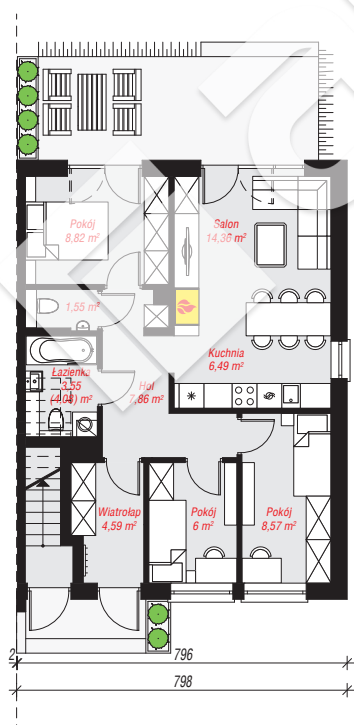 Pokój
8,82 m²
Salon
14,36 m²
1,55 m²
Kuchnia
6,49 m²
Łazienka
3,55
(4,08) m²
Hol
7,86 m²
Wiatrołap
4,59 m²
Pokój
6 m²
Pokój
8,57 m²
2
796
798